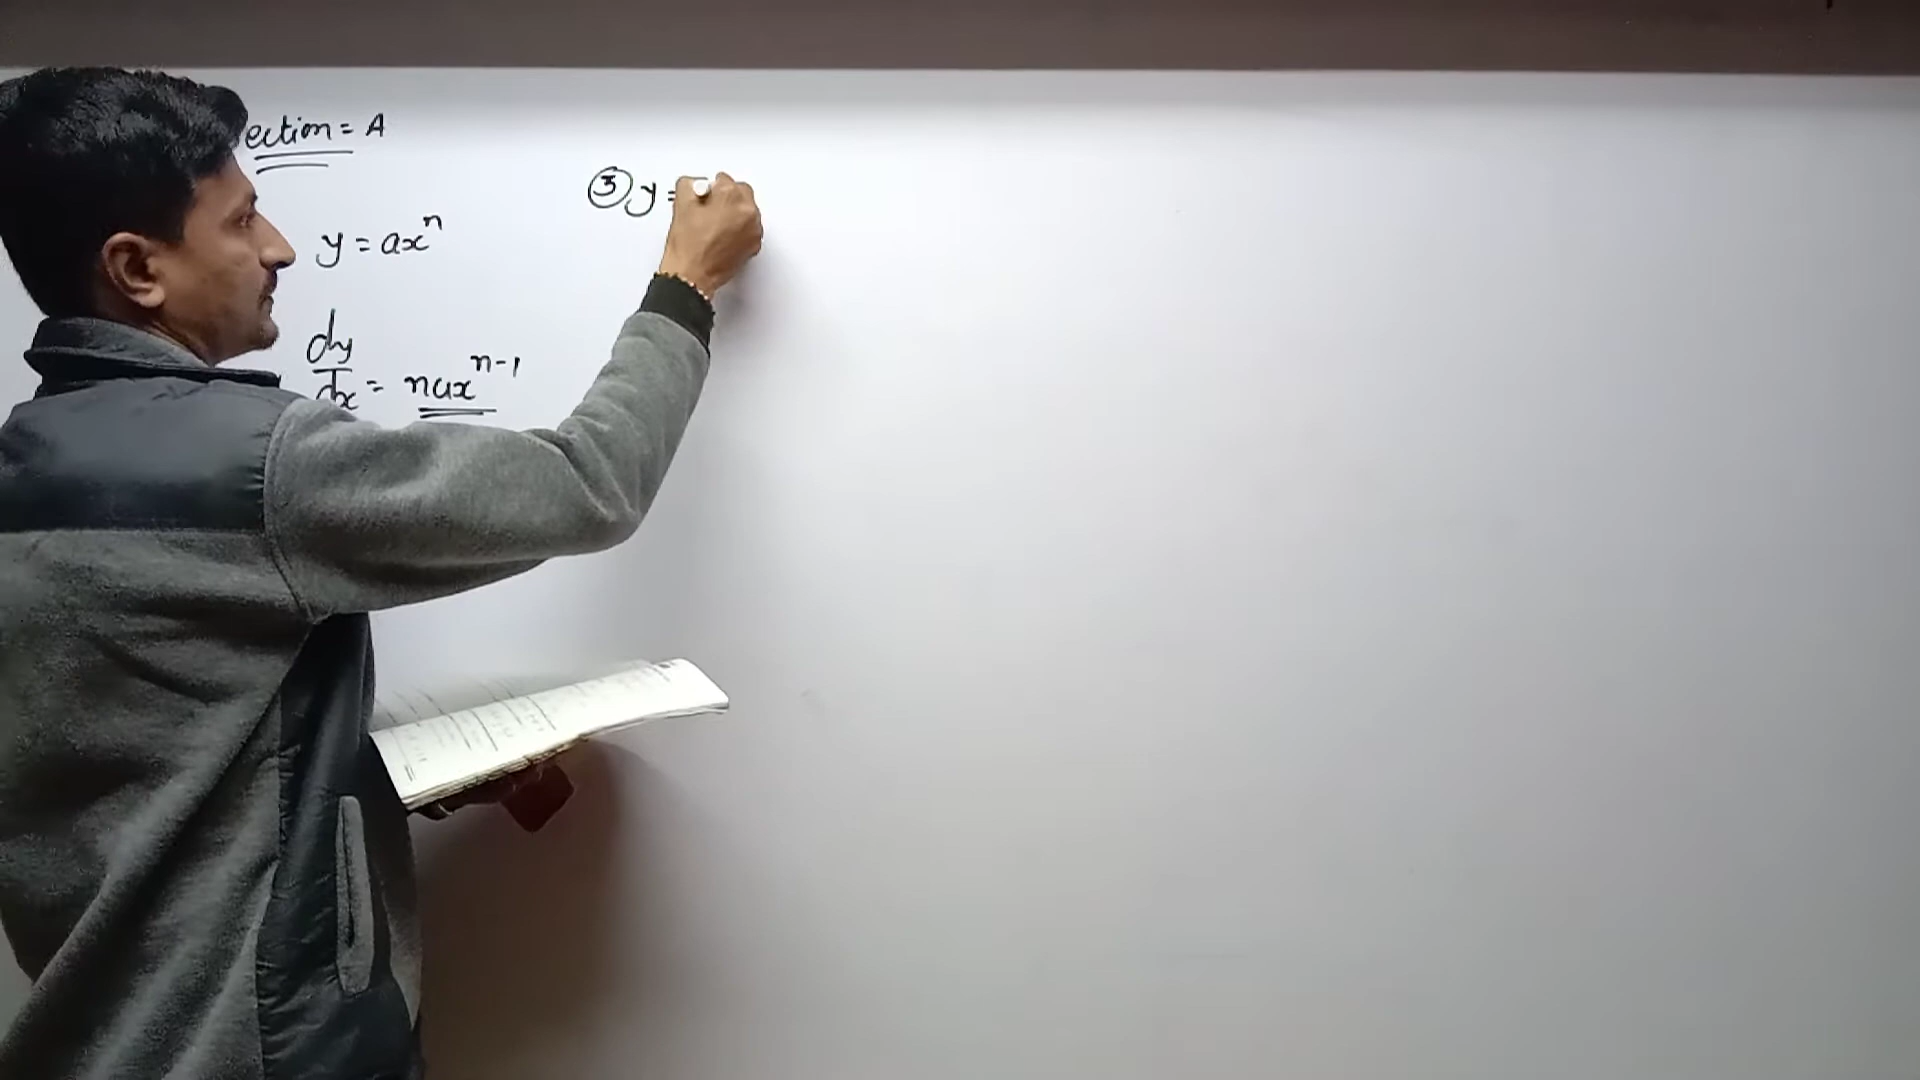 ection = A
y = ax^n
dy/dx = nax^{n-1}
③ y =